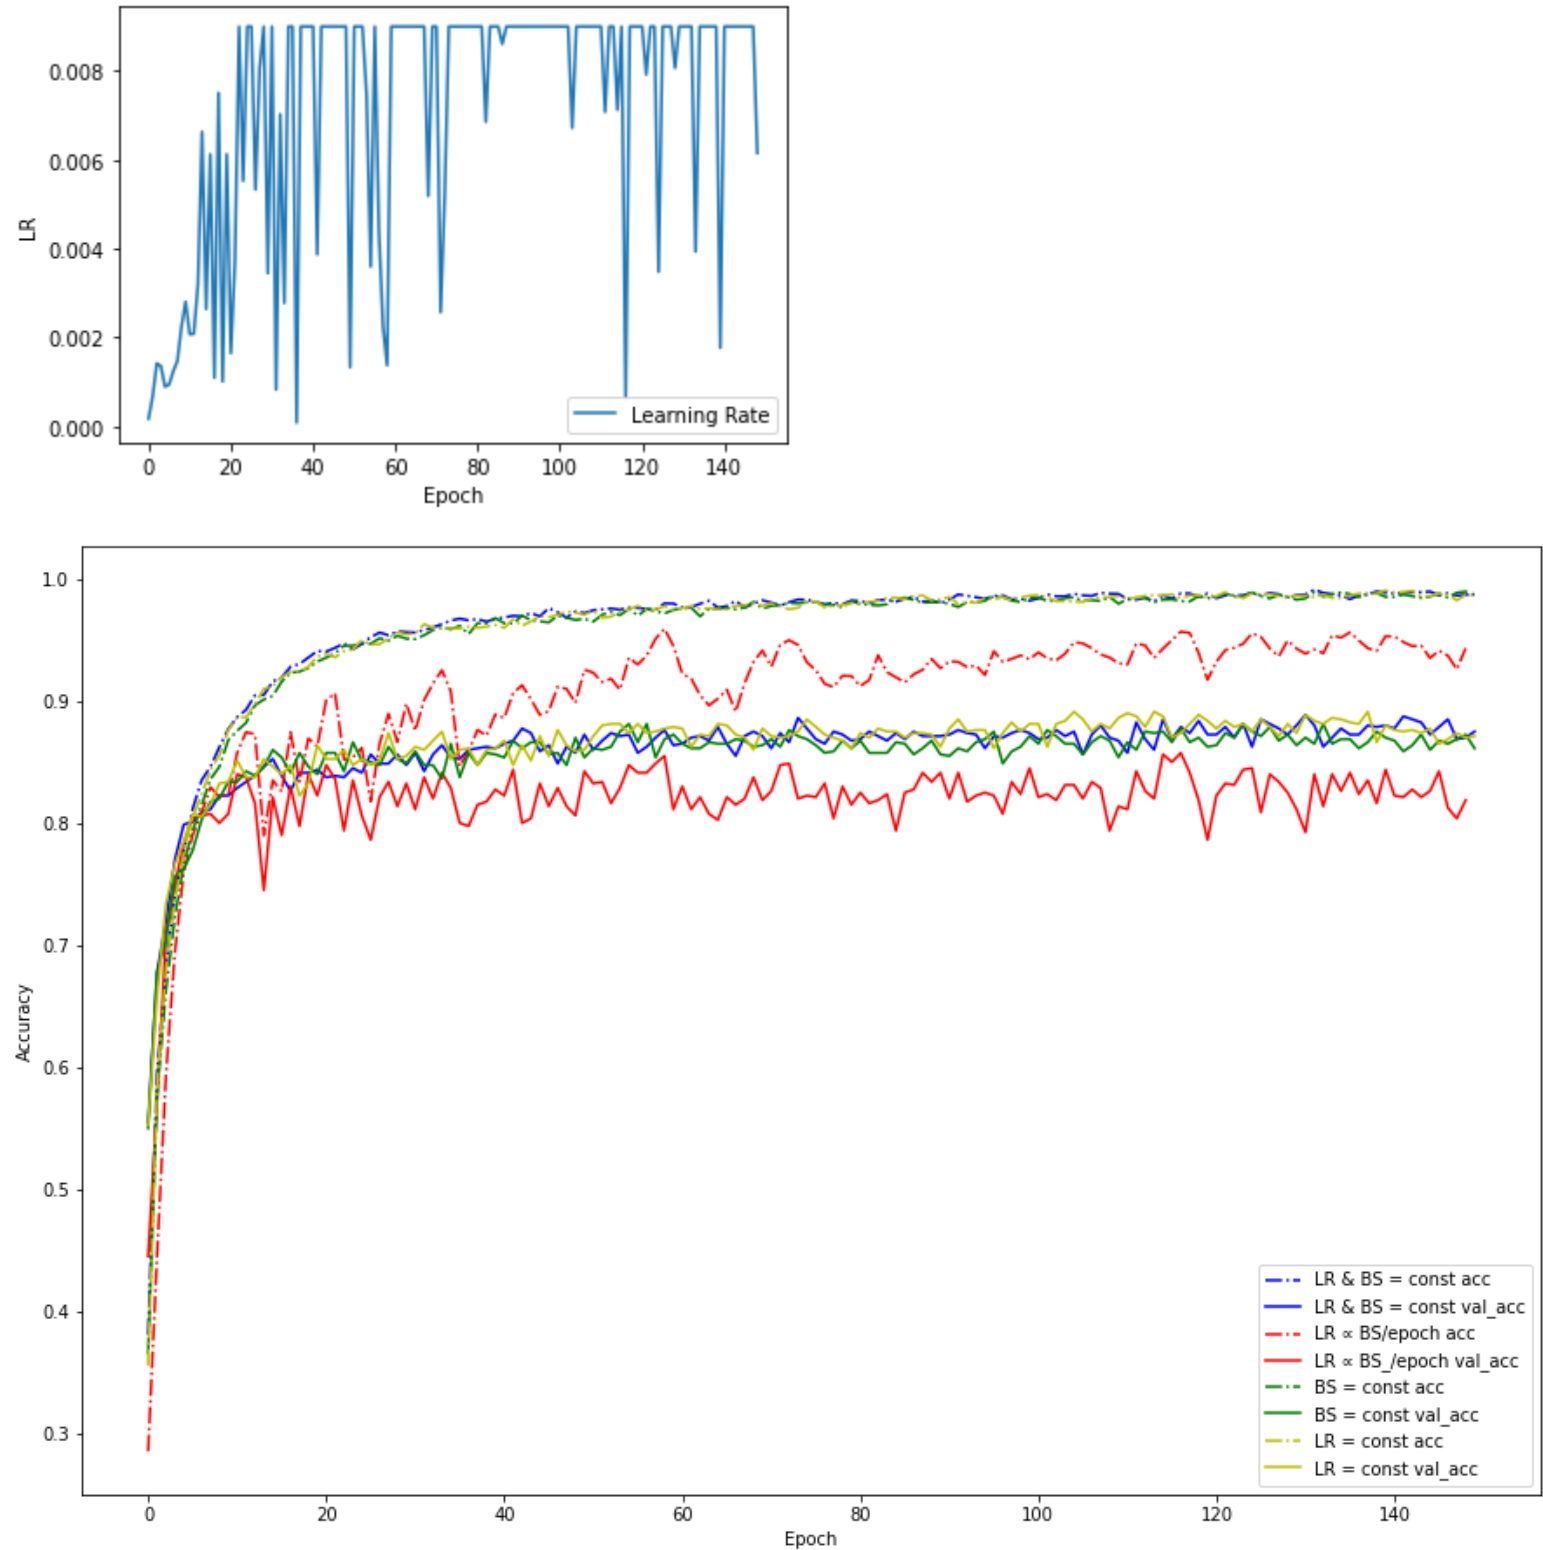 0.008
0.006
0.004
0.002
0.000
LR
Learning Rate
0 20 40 60 80 100 120 140
Epoch
1.0
0.9
0.8
0.7
0.6
0.5
0.4
0.3
Accuracy
LR & BS = const acc
LR & BS = const val_acc
LR ∝ BS/epoch acc
LR ∝ BS_/epoch val_acc
BS = const acc
BS = const val_acc
LR = const acc
LR = const val_acc
0 20 40 60 80 100 120 140
Epoch